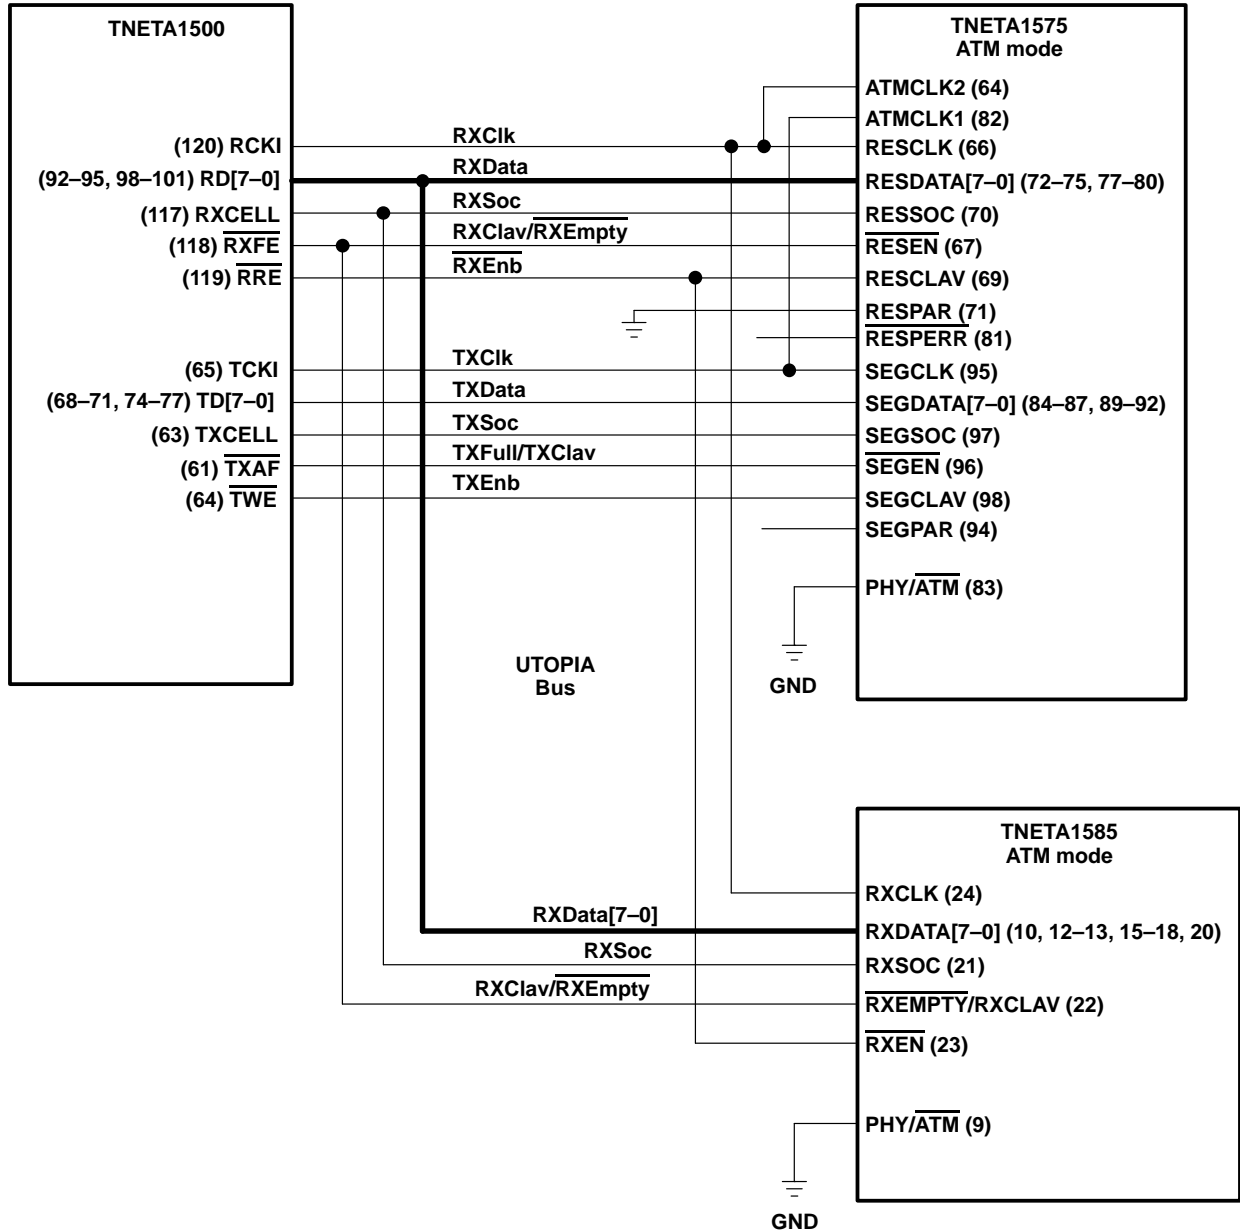 TNETA1500
(120) RCKI
(92–95, 98–101) RD[7–0]
(117) RXCELL
(118) RXFE
(119) RRE
(65) TCKI
(68–71, 74–77) TD[7–0]
(63) TXCELL
(61) TXAF
(64) TWE
RXClk
RXData
RXSoc
RXClav/RXEmpty
RXEnb
TXClk
TXData
TXSoc
TXFull/TXClav
TXEnb
TNETA1575
ATM mode
ATMCLK2 (64)
ATMCLK1 (82)
RESCLK (66)
RESDATA[7–0] (72–75, 77–80)
RESSOC (70)
RESEN (67)
RESCLAV (69)
RESPAR (71)
RESPERR (81)
SEGCLK (95)
SEGDATA[7–0] (84–87, 89–92)
SEGSOC (97)
SEGEN (96)
SEGCLAV (98)
SEGPAR (94)
PHY/ATM (83)
GND
UTOPIA
Bus
RXData[7–0]
RXSoc
RXClav/RXEmpty
TNETA1585
ATM mode
RXCLK (24)
RXDATA[7–0] (10, 12–13, 15–18, 20)
RXSOC (21)
RXEMPTY/RXCLAV (22)
RXEN (23)
PHY/ATM (9)
GND